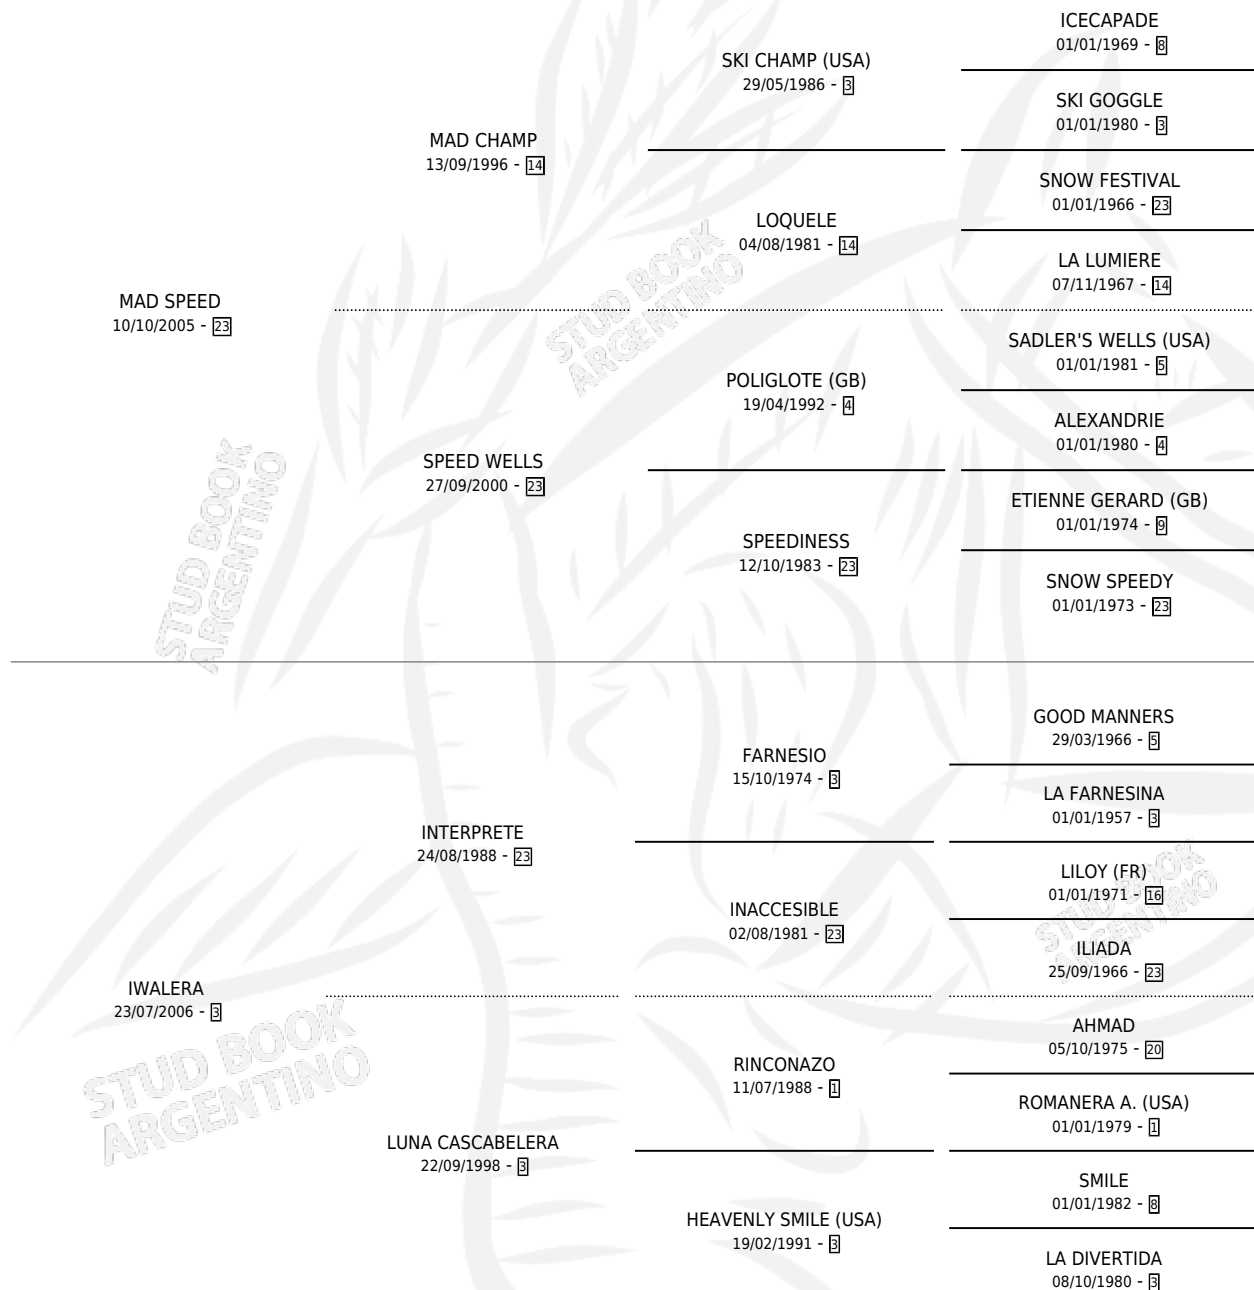 ICECAPADE
01/01/1969 - 8
SKI CHAMP (USA)
29/05/1986 - 3
SKI GOGGLE
01/01/1980 - 3
MAD CHAMP
13/09/1996 - 14
SNOW FESTIVAL
01/01/1966 - 23
LOQUELE
04/08/1981 - 14
LA LUMIERE
07/11/1967 - 14
MAD SPEED
10/10/2005 - 23
SADLER'S WELLS (USA)
01/01/1981 - 5
POLIGLOTE (GB)
19/04/1992 - 4
ALEXANDRIE
01/01/1980 - 4
SPEED WELLS
27/09/2000 - 23
ETIENNE GERARD (GB)
01/01/1974 - 9
SPEEDINESS
12/10/1983 - 23
SNOW SPEEDY
01/01/1973 - 23
GOOD MANNERS
29/03/1966 - 5
FARNESIO
15/10/1974 - 3
LA FARNESINA
01/01/1957 - 3
INTERPRETE
24/08/1988 - 23
LILOY (FR)
01/01/1971 - 16
INACCESIBLE
02/08/1981 - 23
ILIADA
25/09/1966 - 23
IWALERA
23/07/2006 - 3
AHMAD
05/10/1975 - 20
RINCONAZO
11/07/1988 - 1
ROMANERA A. (USA)
01/01/1979 - 1
LUNA CASCABELERA
22/09/1998 - 3
SMILE
01/01/1982 - 8
HEAVENLY SMILE (USA)
19/02/1991 - 3
LA DIVERTIDA
08/10/1980 - 3
STUD BOOK
ARGENTINO
STUD BOOK
ARGENTINO
STUD BOOK
ARGENTINO
STUD BOOK
ARGENTINO